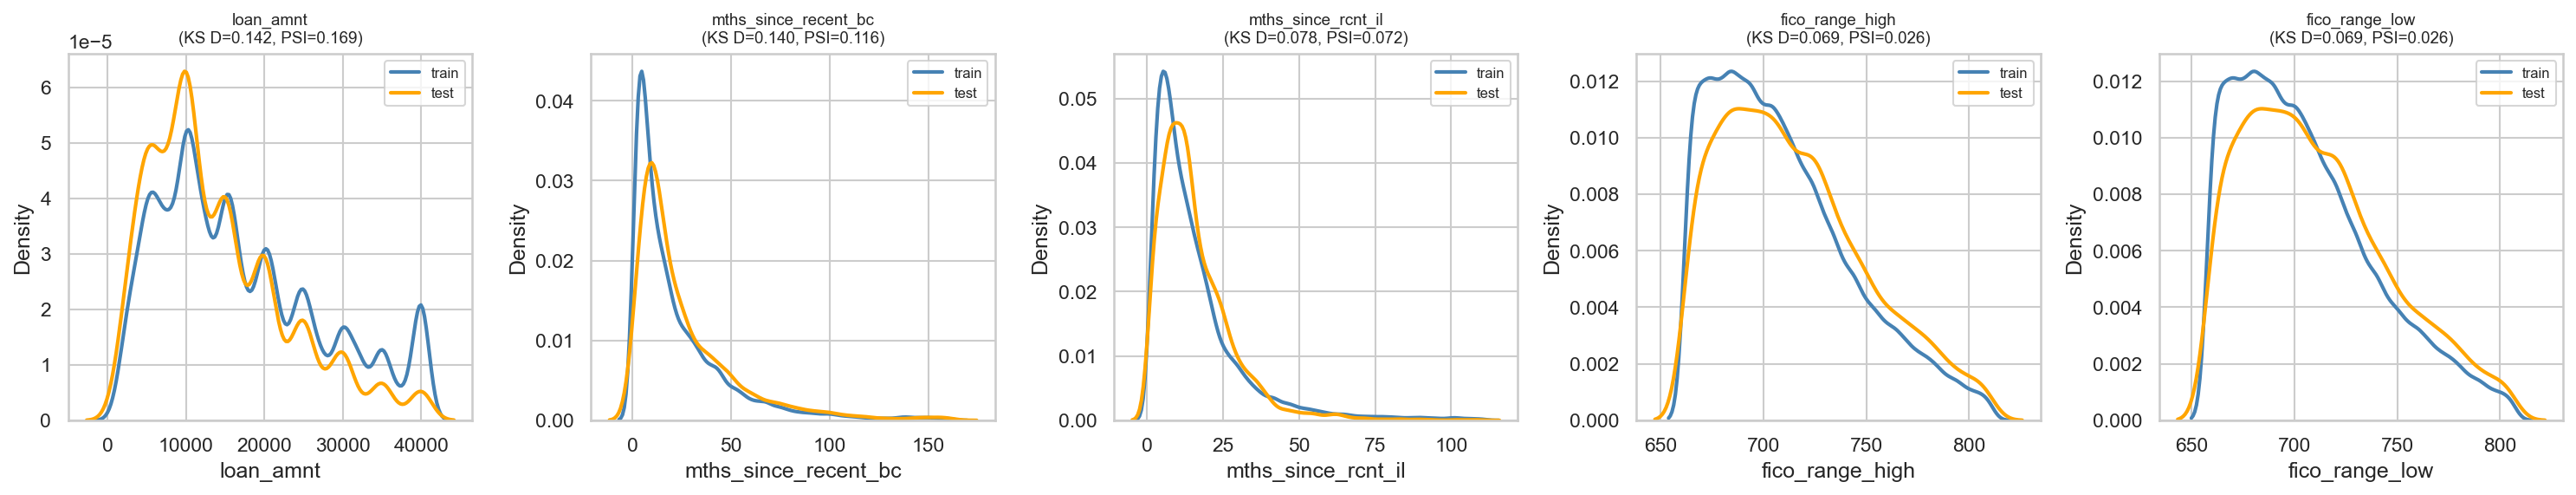 loan_amnt
(KS D=0.142, PSI=0.169)
1e−5
train
test
6
5
4
3
2
1
0
Density
0 10000 20000 30000 40000
loan_amnt
mths_since_recent_bc
(KS D=0.140, PSI=0.116)
train
test
0.04
0.03
0.02
0.01
0.00
Density
0 50 100 150
mths_since_recent_bc
mths_since_rcnt_il
(KS D=0.078, PSI=0.072)
train
test
0.05
0.04
0.03
0.02
0.01
0.00
Density
0 25 50 75 100
mths_since_rcnt_il
fico_range_high
(KS D=0.069, PSI=0.026)
train
test
0.012
0.010
0.008
0.006
0.004
0.002
0.000
Density
650 700 750 800
fico_range_high
fico_range_low
(KS D=0.069, PSI=0.026)
train
test
0.012
0.010
0.008
0.006
0.004
0.002
0.000
Density
650 700 750 800
fico_range_low